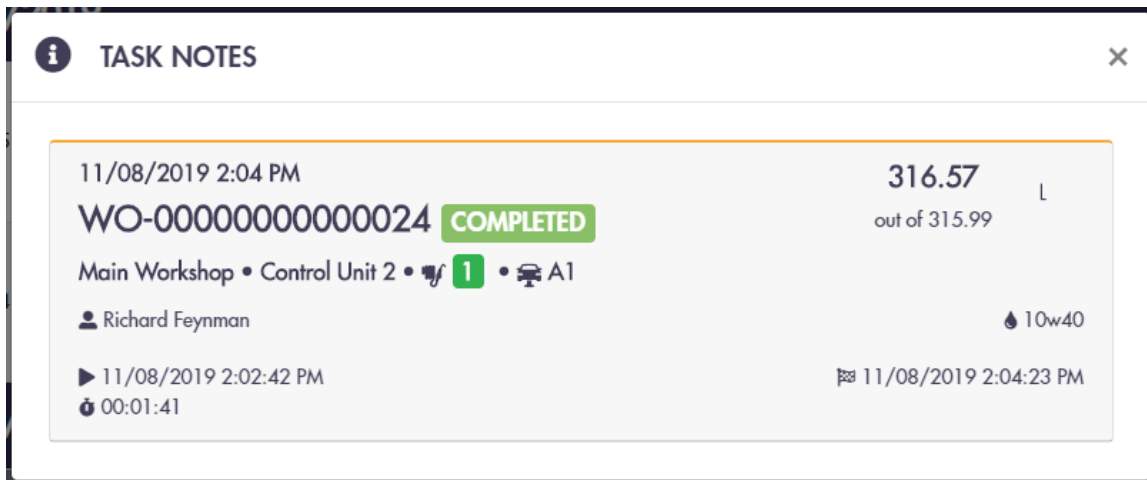 TASK NOTES
11/08/2019 2:04 PM
316.57 L
WO-00000000000024 COMPLETED
out of 315.99
Main Workshop • Control Unit 2 • 1 • A1
Richard Feynman
10w40
11/08/2019 2:02:42 PM
11/08/2019 2:04:23 PM
00:01:41